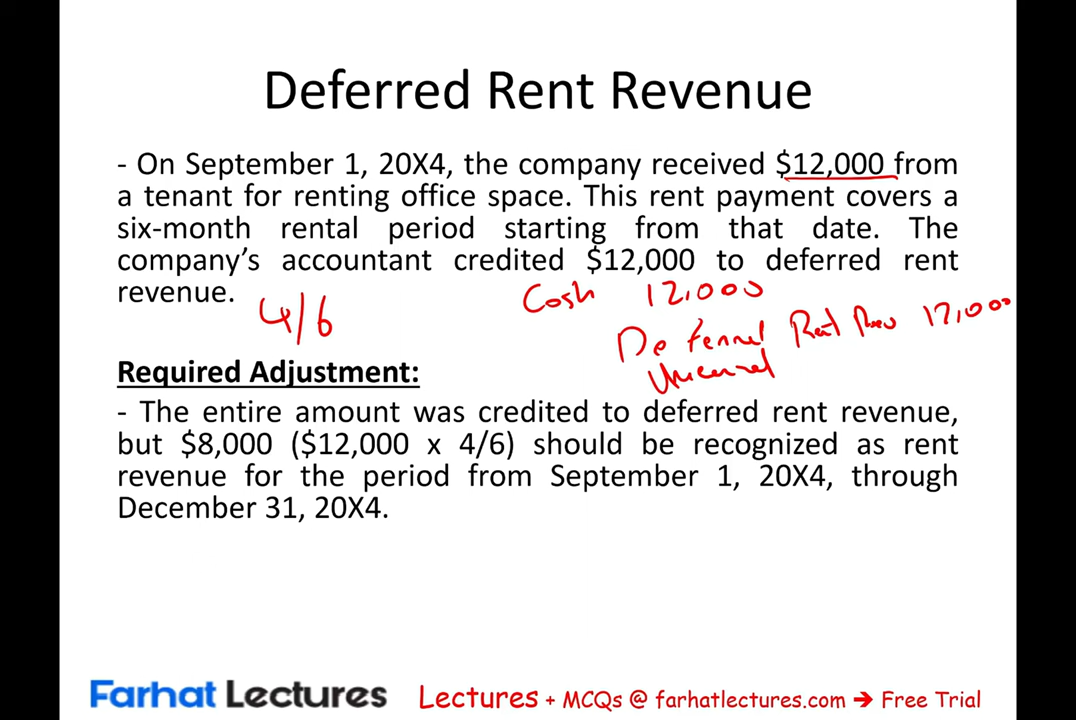 Deferred Rent Revenue
- On September 1, 20X4, the company received $12,000 from
a tenant for renting office space. This rent payment covers a
six-month rental period starting from that date. The
company's accountant credited $12,000 to deferred rent
revenue.
Cash 12,000
4/6
Deferred Rent Rev 12,000
Unearned
Required Adjustment:
- The entire amount was credited to deferred rent revenue,
but $8,000 ($12,000 x 4/6) should be recognized as rent
revenue for the period from September 1, 20X4, through
December 31, 20X4.
Farhat Lectures Lectures + MCQs @ farhatlectures.com → Free Trial